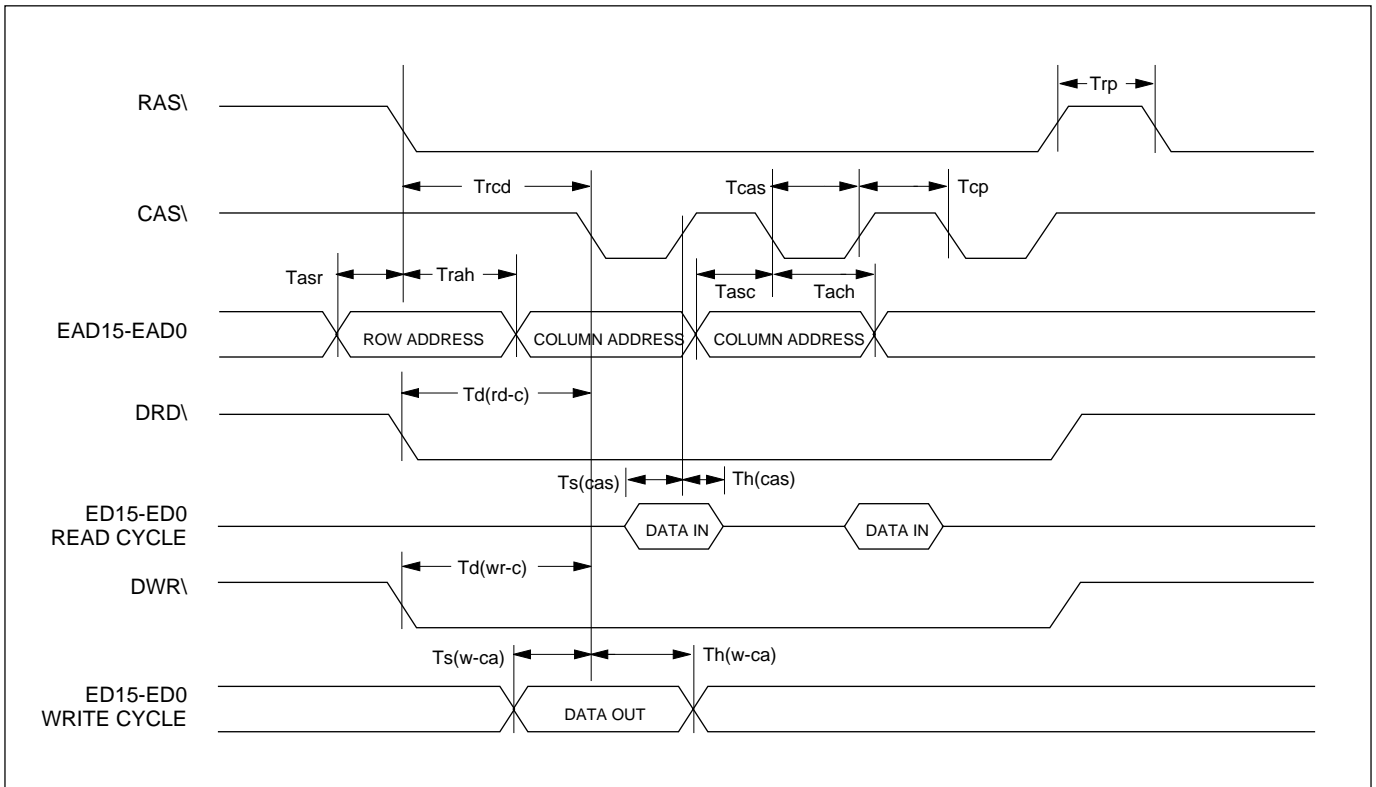 Trp
RAS\
Trcd
Tcas
Tcp
CAS\
Tasr
Trah
Tasc
Tach
EAD15-EAD0
ROW ADDRESS
COLUMN ADDRESS
COLUMN ADDRESS
Td(rd-c)
DRD\
Ts(cas)
Th(cas)
ED15-ED0
READ CYCLE
DATA IN
DATA IN
Td(wr-c)
DWR\
Ts(w-ca)
Th(w-ca)
ED15-ED0
WRITE CYCLE
DATA OUT